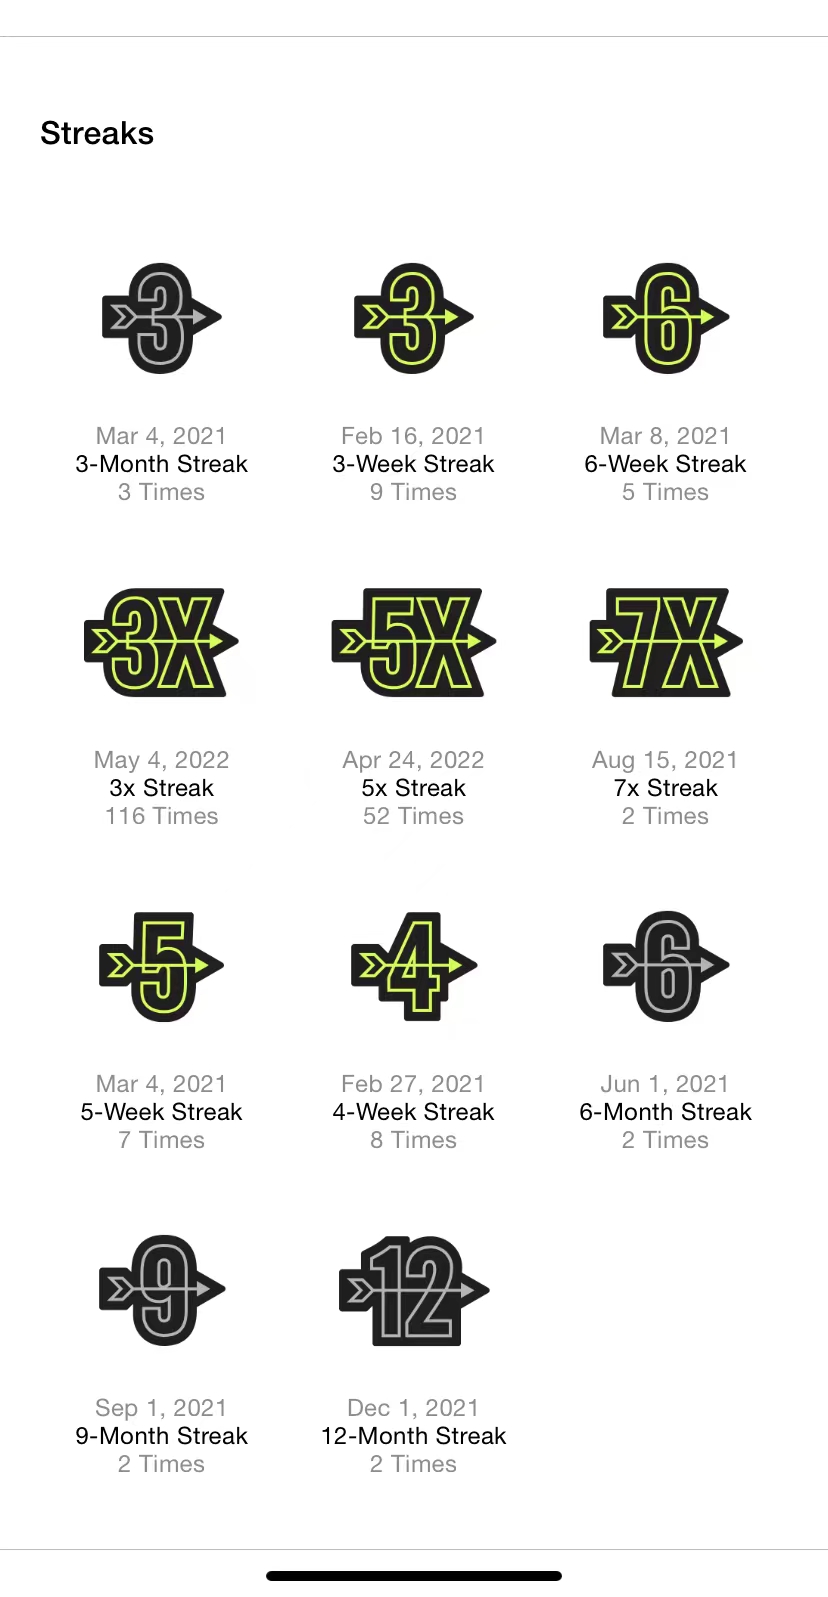 Streaks
3 3 6
Mar 4, 2021 Feb 16, 2021 Mar 8, 2021
3-Month Streak 3-Week Streak 6-Week Streak
3 Times 9 Times 5 Times
3X 5X 7X
May 4, 2022 Apr 24, 2022 Aug 15, 2021
3x Streak 5x Streak 7x Streak
116 Times 52 Times 2 Times
5 4 6
Mar 4, 2021 Feb 27, 2021 Jun 1, 2021
5-Week Streak 4-Week Streak 6-Month Streak
7 Times 8 Times 2 Times
9 12
Sep 1, 2021 Dec 1, 2021
9-Month Streak 12-Month Streak
2 Times 2 Times